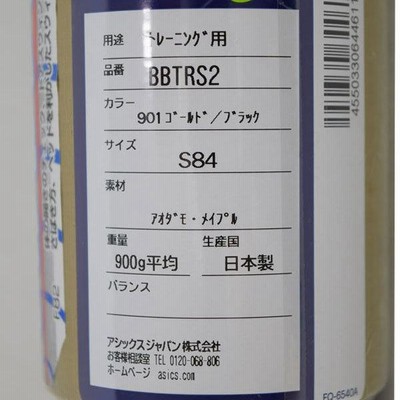 用途 トレーニング用
品番
BBTRS2
カラー
901ゴールド/ブラック
サイズ
S84
素材
アオダモ・メイプル
重量 生産国
900g平均 日本製
バランス
アシックスジャパン株式会社
お客様相談室 TEL 0120-068-806
ホームページ asics.com
4550330644611
FO-6540A